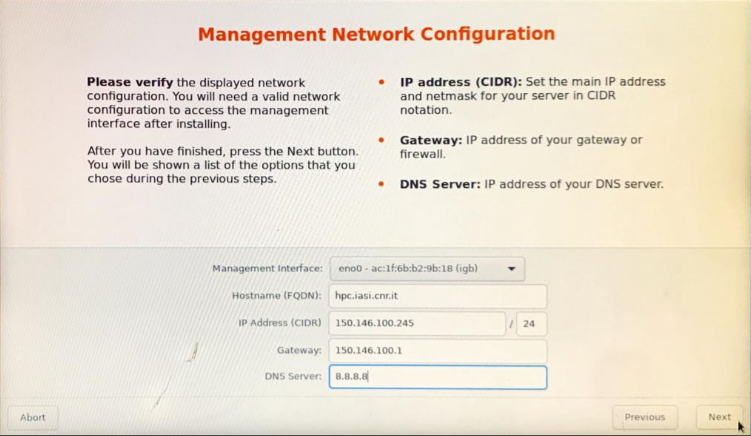 Management Network Configuration
Please verify the displayed network
configuration. You will need a valid network
configuration to access the management
interface after installing.
After you have finished, press the Next button.
You will be shown a list of the options that you
chose during the previous steps.
• IP address (CIDR): Set the main IP address
and netmask for your server in CIDR
notation.
• Gateway: IP address of your gateway or
firewall.
• DNS Server: IP address of your DNS server.
Management Interface: eno0 - ac:1f:6b:b2:9b:18 (igb)
Hostname (FQDN): hpc.iasi.cnr.it
IP Address (CIDR) 150.146.100.245 / 24
Gateway: 150.146.100.1
DNS Server: 8.8.8.8
Abort Previous Next